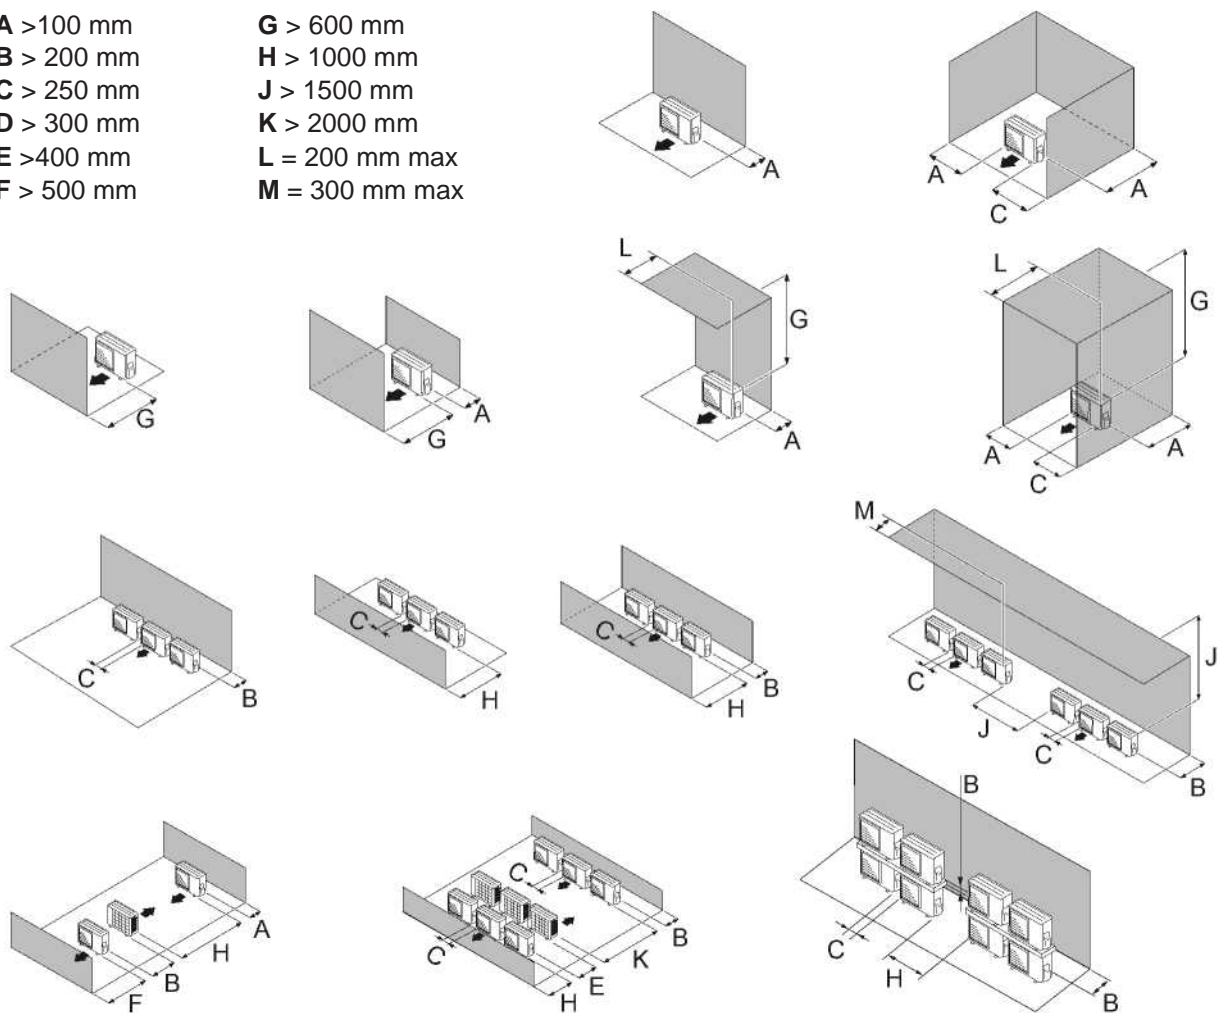 A >100 mm
B > 200 mm
C > 250 mm
D > 300 mm
E >400 mm
F > 500 mm
G > 600 mm
H > 1000 mm
J > 1500 mm
K > 2000 mm
L = 200 mm max
M = 300 mm max
A
A
C
A
G
G
A
L
G
A
L
G
A
C
A
C
B
C
H
C
H
B
M
C
J
C
J
B
F
B
H
A
C
C
H
E
K
B
B
C
H
B